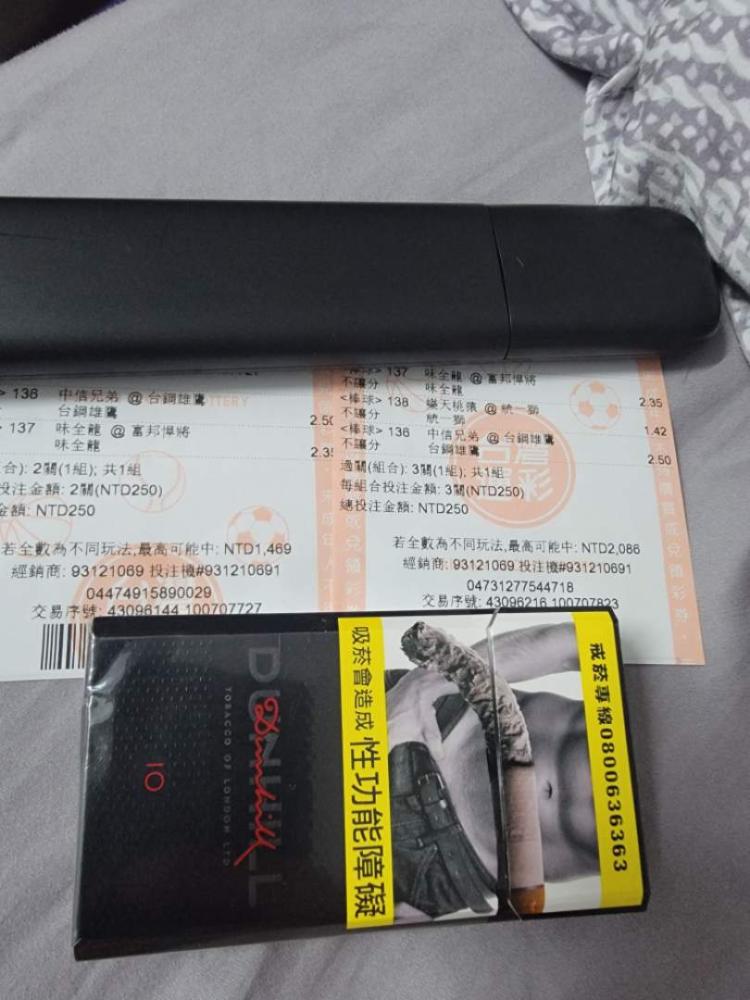 138 中信兄弟 @ 台鋼雄鷹
台鋼雄鷹
2.50
137 味全龍 @ 富邦悍將
味全龍
組合): 2關(1組); 共1組
投注金額: 2關(NTD250)
金額: NTD250
若全數為不同玩法,最高可能中: NTD1,469
經銷商: 93121069 投注機#931210691
04474915890029
交易序號: 43096144 100707727
<棒球> 137 味全龍 @ 富邦悍將
不讓分 味全龍
2.35
<棒球> 138 樂天桃猿 @ 統一獅
不讓分 統一獅
1.42
<棒球> 136 中信兄弟 @ 台鋼雄鷹
不讓分 台鋼雄鷹
2.50
過關(組合): 3關(1組); 共1組
每組合投注金額: 3關(NTD250)
總投注金額: NTD250
若全數為不同玩法,最高可能中: NTD2,086
經銷商: 93121069 投注機#931210691
04731277544718
交易序號: 43096216 100707823
DUNHILL
Dunhill
TOBACCO OF LONDON LTD
10
吸菸會造成 性功能障礙
戒菸專線0800636363